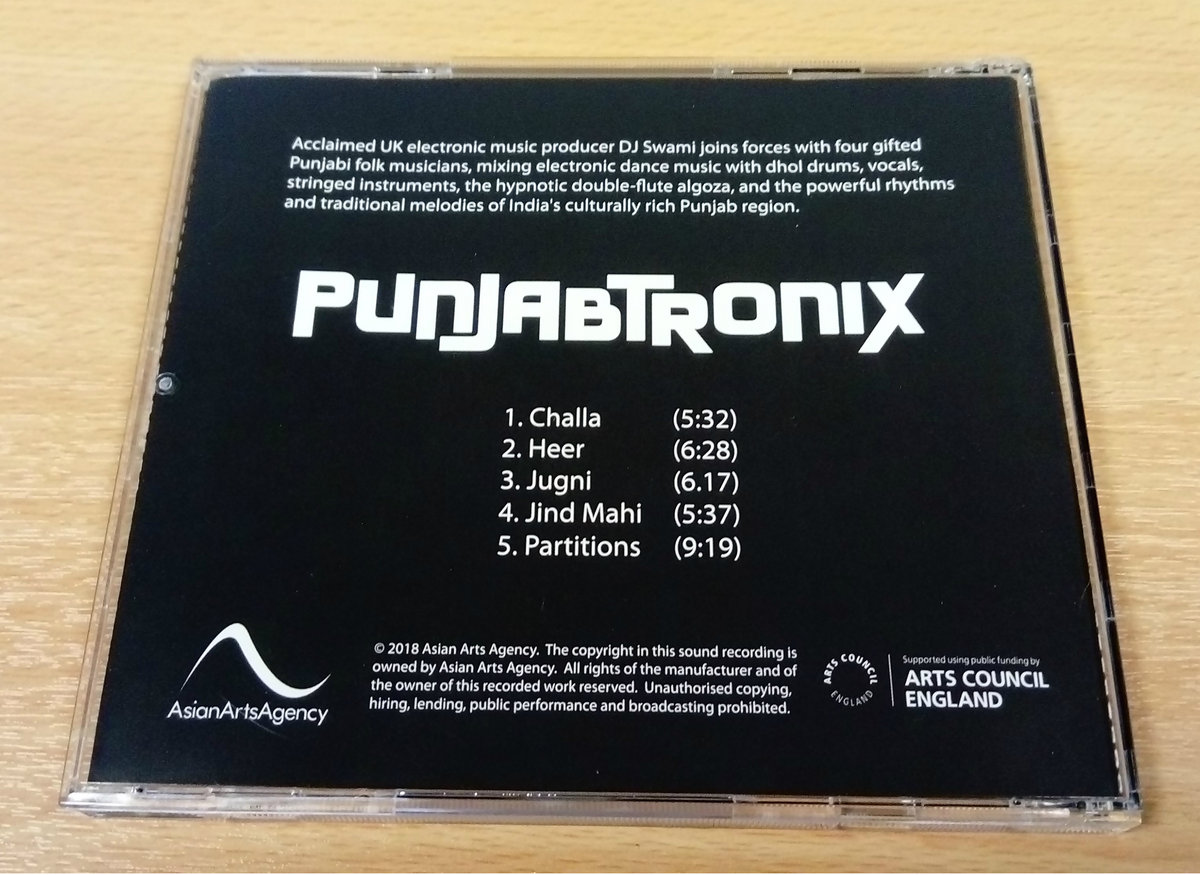 Acclaimed UK electronic music producer DJ Swami joins forces with four gifted
Punjabi folk musicians, mixing electronic dance music with dhol drums, vocals,
stringed instruments, the hypnotic double-flute algoza, and the powerful rhythms
and traditional melodies of India's culturally rich Punjab region.
PUNJABTRONIX
1. Challa (5:32)
2. Heer (6:28)
3. Jugni (6.17)
4. Jind Mahi (5:37)
5. Partitions (9:19)
AsianArtsAgency
© 2018 Asian Arts Agency. The copyright in this sound recording is
owned by Asian Arts Agency. All rights of the manufacturer and of
the owner of this recorded work reserved. Unauthorised copying,
hiring, lending, public performance and broadcasting prohibited.
ARTS COUNCIL
ENGLAND
Supported using public funding by
ARTS COUNCIL
ENGLAND